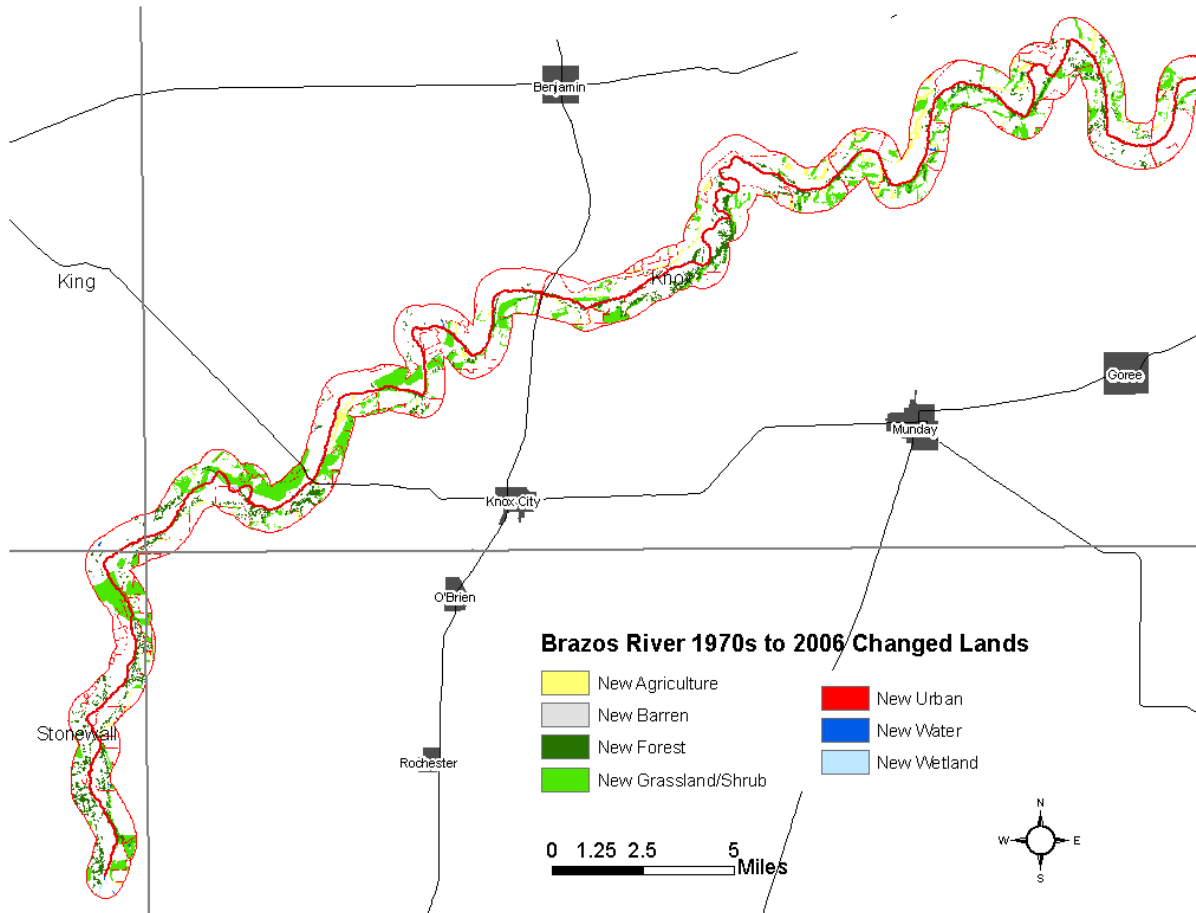 Benjamin
King
Knox
Goree
Munday
Knox City
O'Brien
Brazos River 1970s to 2006 Changed Lands
New Agriculture
New Barren
New Forest
New Grassland/Shrub
New Urban
New Water
New Wetland
Stonewall
Rochester
0 1.25 2.5 5
Miles
N
W E
S